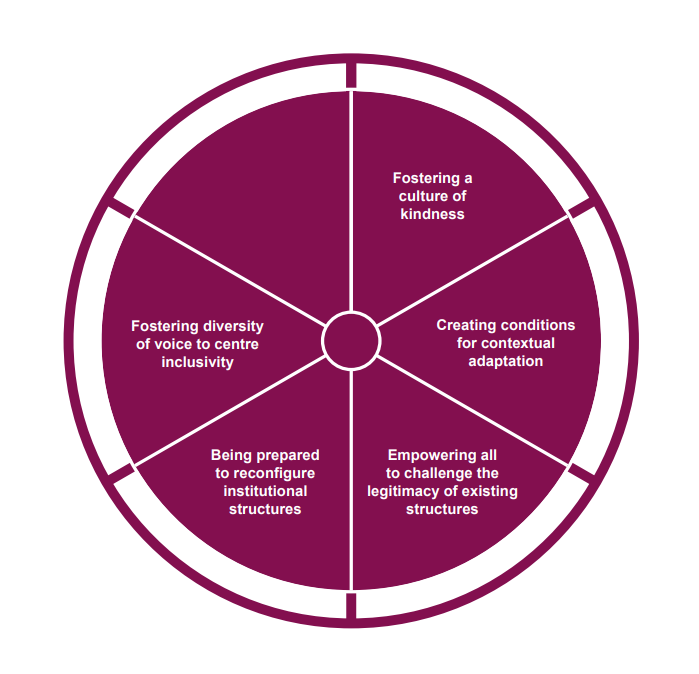 Fostering a
culture of
kindness
Creating conditions
for contextual
adaptation
Empowering all
to challenge the
legitimacy of existing
structures
Being prepared
to reconfigure
institutional
structures
Fostering diversity
of voice to centre
inclusivity